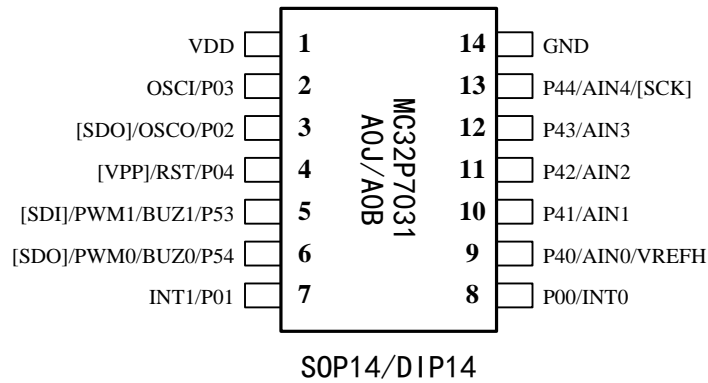 VDD 1 14 GND
OSCI/P03 2 13 P44/AIN4/[SCK]
[SDO]/OSCO/P02 3 12 P43/AIN3
[VPP]/RST/P04 4 11 P42/AIN2
[SDI]/PWM1/BUZ1/P53 5 10 P41/AIN1
[SDO]/PWM0/BUZ0/P54 6 9 P40/AIN0/VREFH
INT1/P01 7 8 P00/INT0
MC32P7031
A0J/A0B
SOP14/DIP14